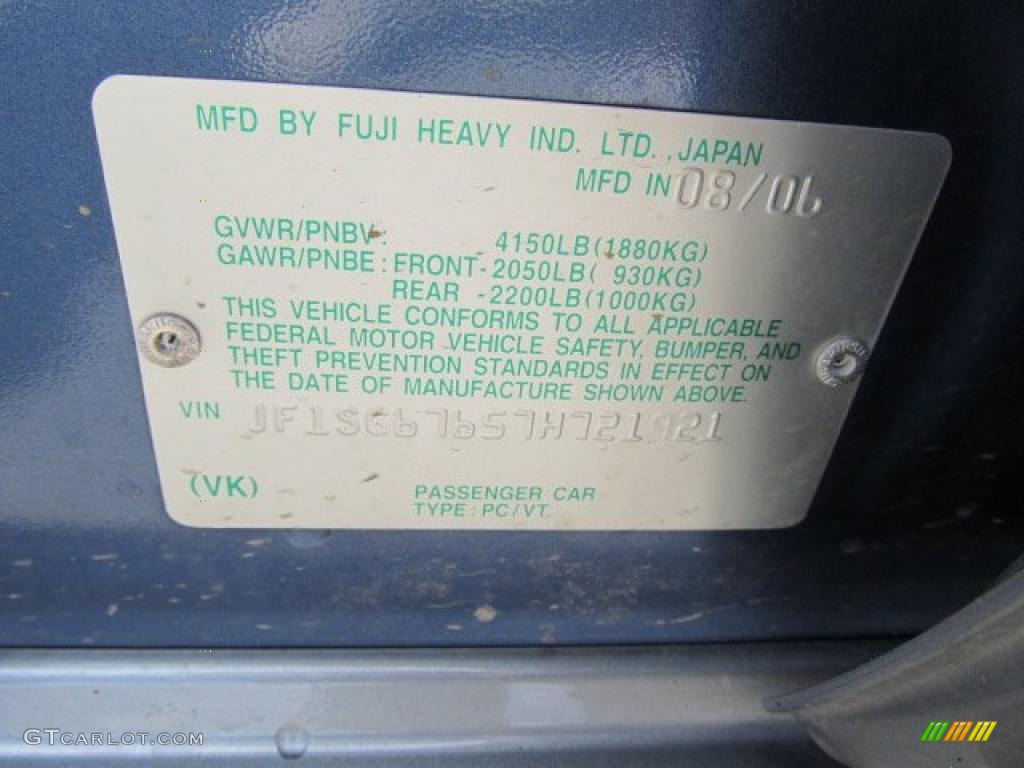 MFD BY FUJI HEAVY IND. LTD., JAPAN
MFD IN 08/06
GVWR/PNBV: 4150LB(1880KG)
GAWR/PNBE: FRONT-2050LB( 930KG)
REAR -2200LB(1000KG)
THIS VEHICLE CONFORMS TO ALL APPLICABLE
FEDERAL MOTOR VEHICLE SAFETY, BUMPER, AND
THEFT PREVENTION STANDARDS IN EFFECT ON
THE DATE OF MANUFACTURE SHOWN ABOVE.
VIN
(VK)
PASSENGER CAR
TYPE : PC/VT.
GTCARLOT.COM